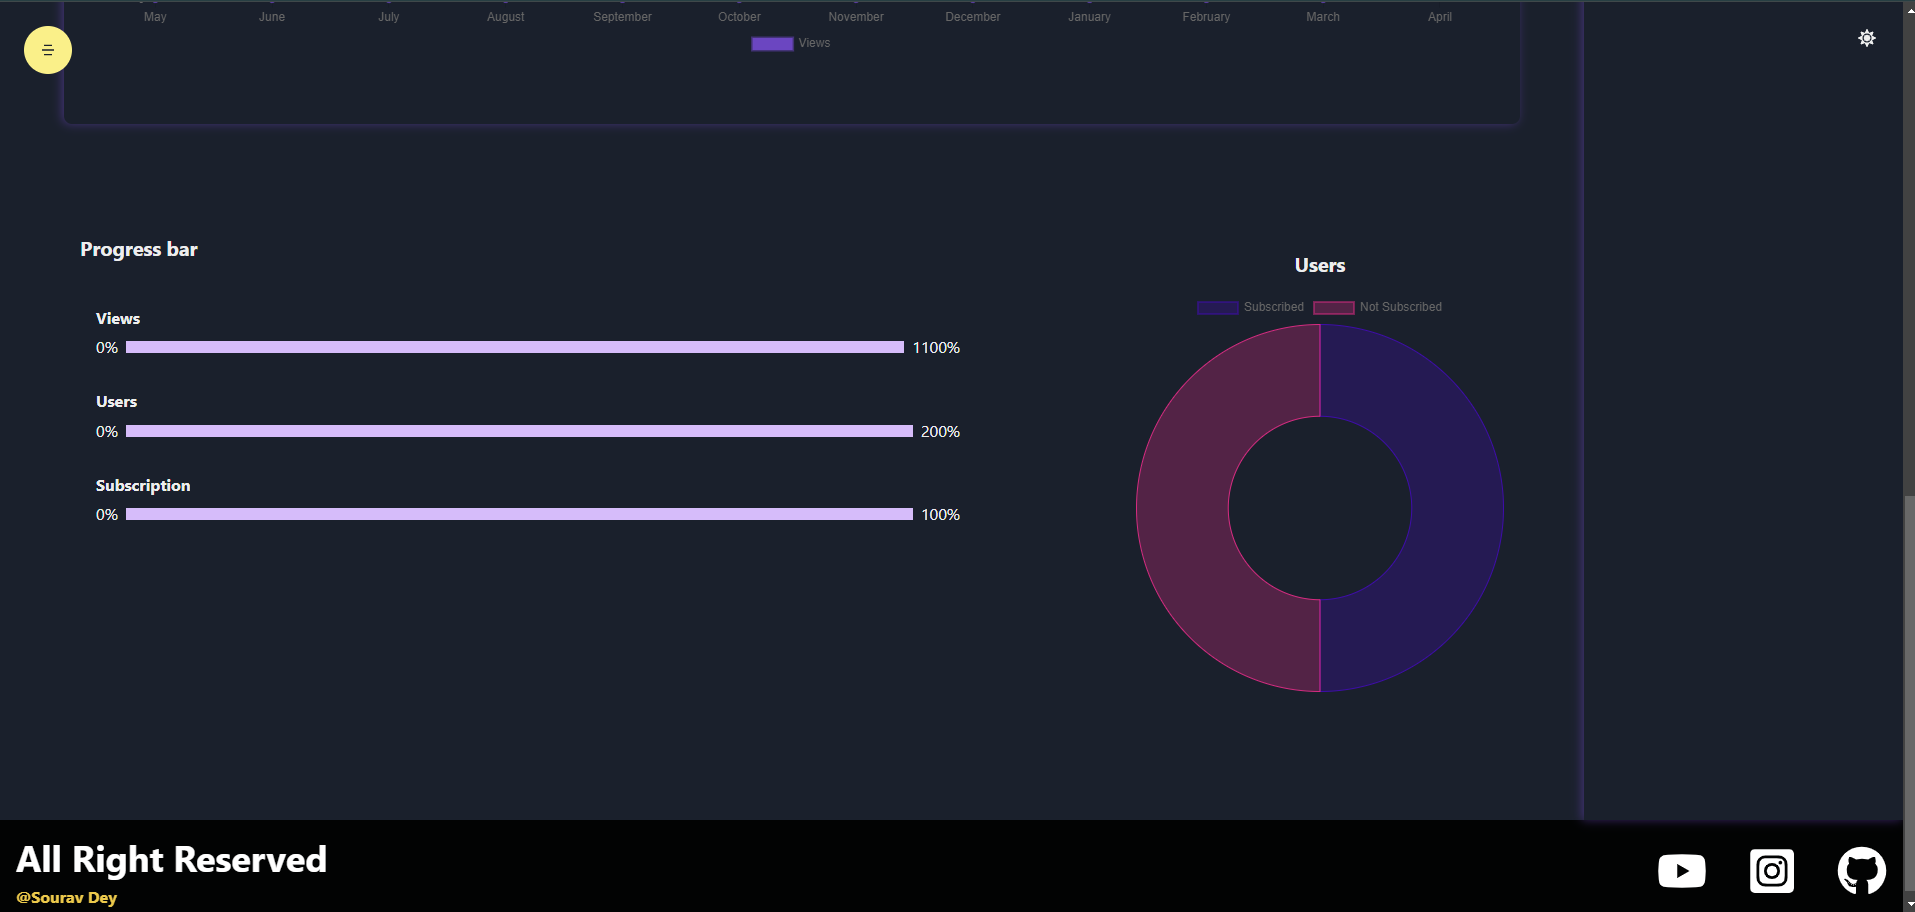 May June July August September October November December January February March April
Views
Progress bar
Views
0% 1100%
Users
0% 200%
Subscription
0% 100%
Users
Subscribed Not Subscribed
All Right Reserved
@Sourav Dey